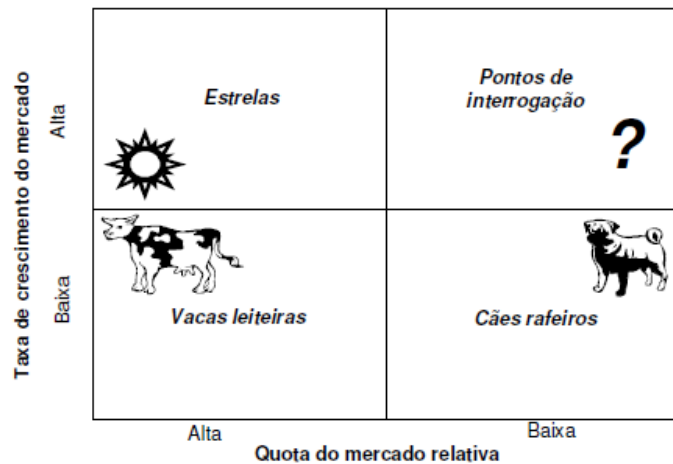 Taxa de crescimento do mercado
Alta
Baixa
Estrelas
Pontos de
interrogação
?
Vacas leiteiras
Cães rafeiros
Alta
Baixa
Quota do mercado relativa